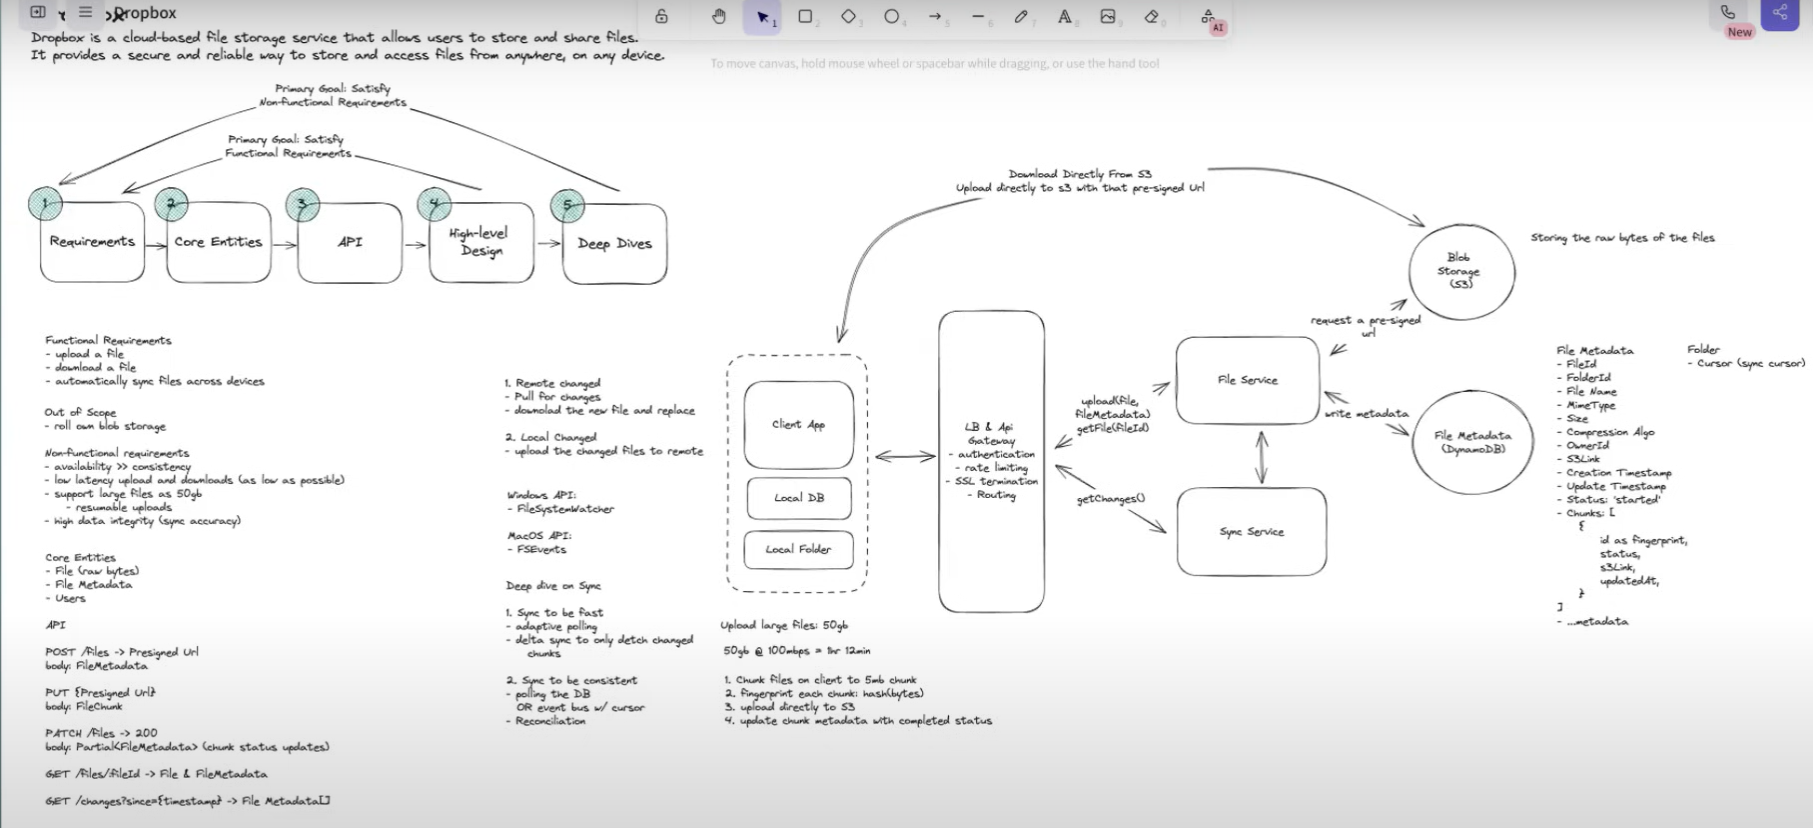 Dropbox
Dropbox is a cloud-based file storage service that allows users to store and share files.
It provides a secure and reliable way to store and access files from anywhere, on any device.
1
2
3
4
5
6
7
8
9
0
AI
New
To move canvas, hold mouse wheel or spacebar while dragging, or use the hand tool
Primary Goal: Satisfy
Non-functional Requirements
Primary Goal: Satisfy
Functional Requirements
1
2
3
4
5
Requirements
Core Entities
API
High-level
Design
Deep Dives
Functional Requirements
- upload a file
- download a file
- automatically sync files across devices
Out of Scope
- roll own blob storage
Non-functional requirements
- availability >> consistency
- low latency upload and downloads (as low as possible)
- support large files as 50gb
- resumable uploads
- high data integrity (sync accuracy)
Core Entities
- File (raw bytes)
- File Metadata
- Users
API
POST /files -> Presigned Url
body: FileMetadata
PUT {Presigned Url}
body: FileChunk
PATCH /files -> 200
body: Partial<FileMetadata> (chunk status updates)
GET /files/:fileId -> File & FileMetadata
GET /changes?since={timestamp} -> File Metadata[]
1. Remote changed
- Pull for changes
- downolad the new file and replace
2. Local Changed
- upload the changed files to remote
Windows API:
- FileSystemWatcher
MacOS API:
- FSEvents
Deep dive on Sync
1. Sync to be fast
- adaptive polling
- delta sync to only detch changed
chunks
2. Sync to be consistent
- polling the DB
OR event bus w/ cursor
- Reconciliation
Download Directly From S3
Upload directly to s3 with that pre-signed Url
Client App
Local DB
Local Folder
Upload large files: 50gb
50gb @ 100mbps = 1hr 12min
1. Chunk files on client to 5mb chunk
2. fingerprint each chunk: hash(bytes)
3. upload directly to S3
4. update chunk metadata with completed status
LB & Api
Gateway
- authentication
- rate limiting
- SSL termination
- Routing
upload(file,
fileMetadata)
getFile(fileId)
getChanges()
File Service
Sync Service
request a pre-signed
url
write metadata
Blob
Storage
(S3)
Storing the raw bytes of the files
File Metadata
(DynamoDB)
File Metadata
- FileId
- FolderId
- File Name
- MimeType
- Size
- Compression Algo
- OwnerId
- S3Link
- Creation Timestamp
- Update Timestamp
- Status: 'started'
- Chunks: [
{
id as fingerprint,
status,
s3Link,
updatedAt,
}
]
- ...metadata
Folder
- Cursor (sync cursor)